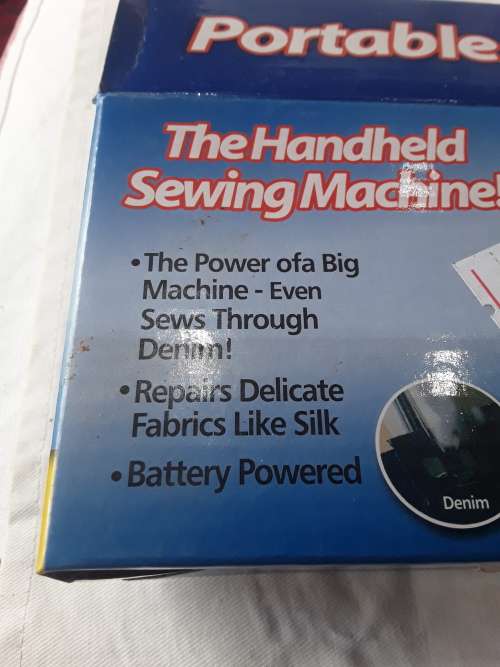 Portable
The Handheld
Sewing Machine!
• The Power ofa Big
Machine - Even
Sews Through
Denim!
• Repairs Delicate
Fabrics Like Silk
• Battery Powered
Denim